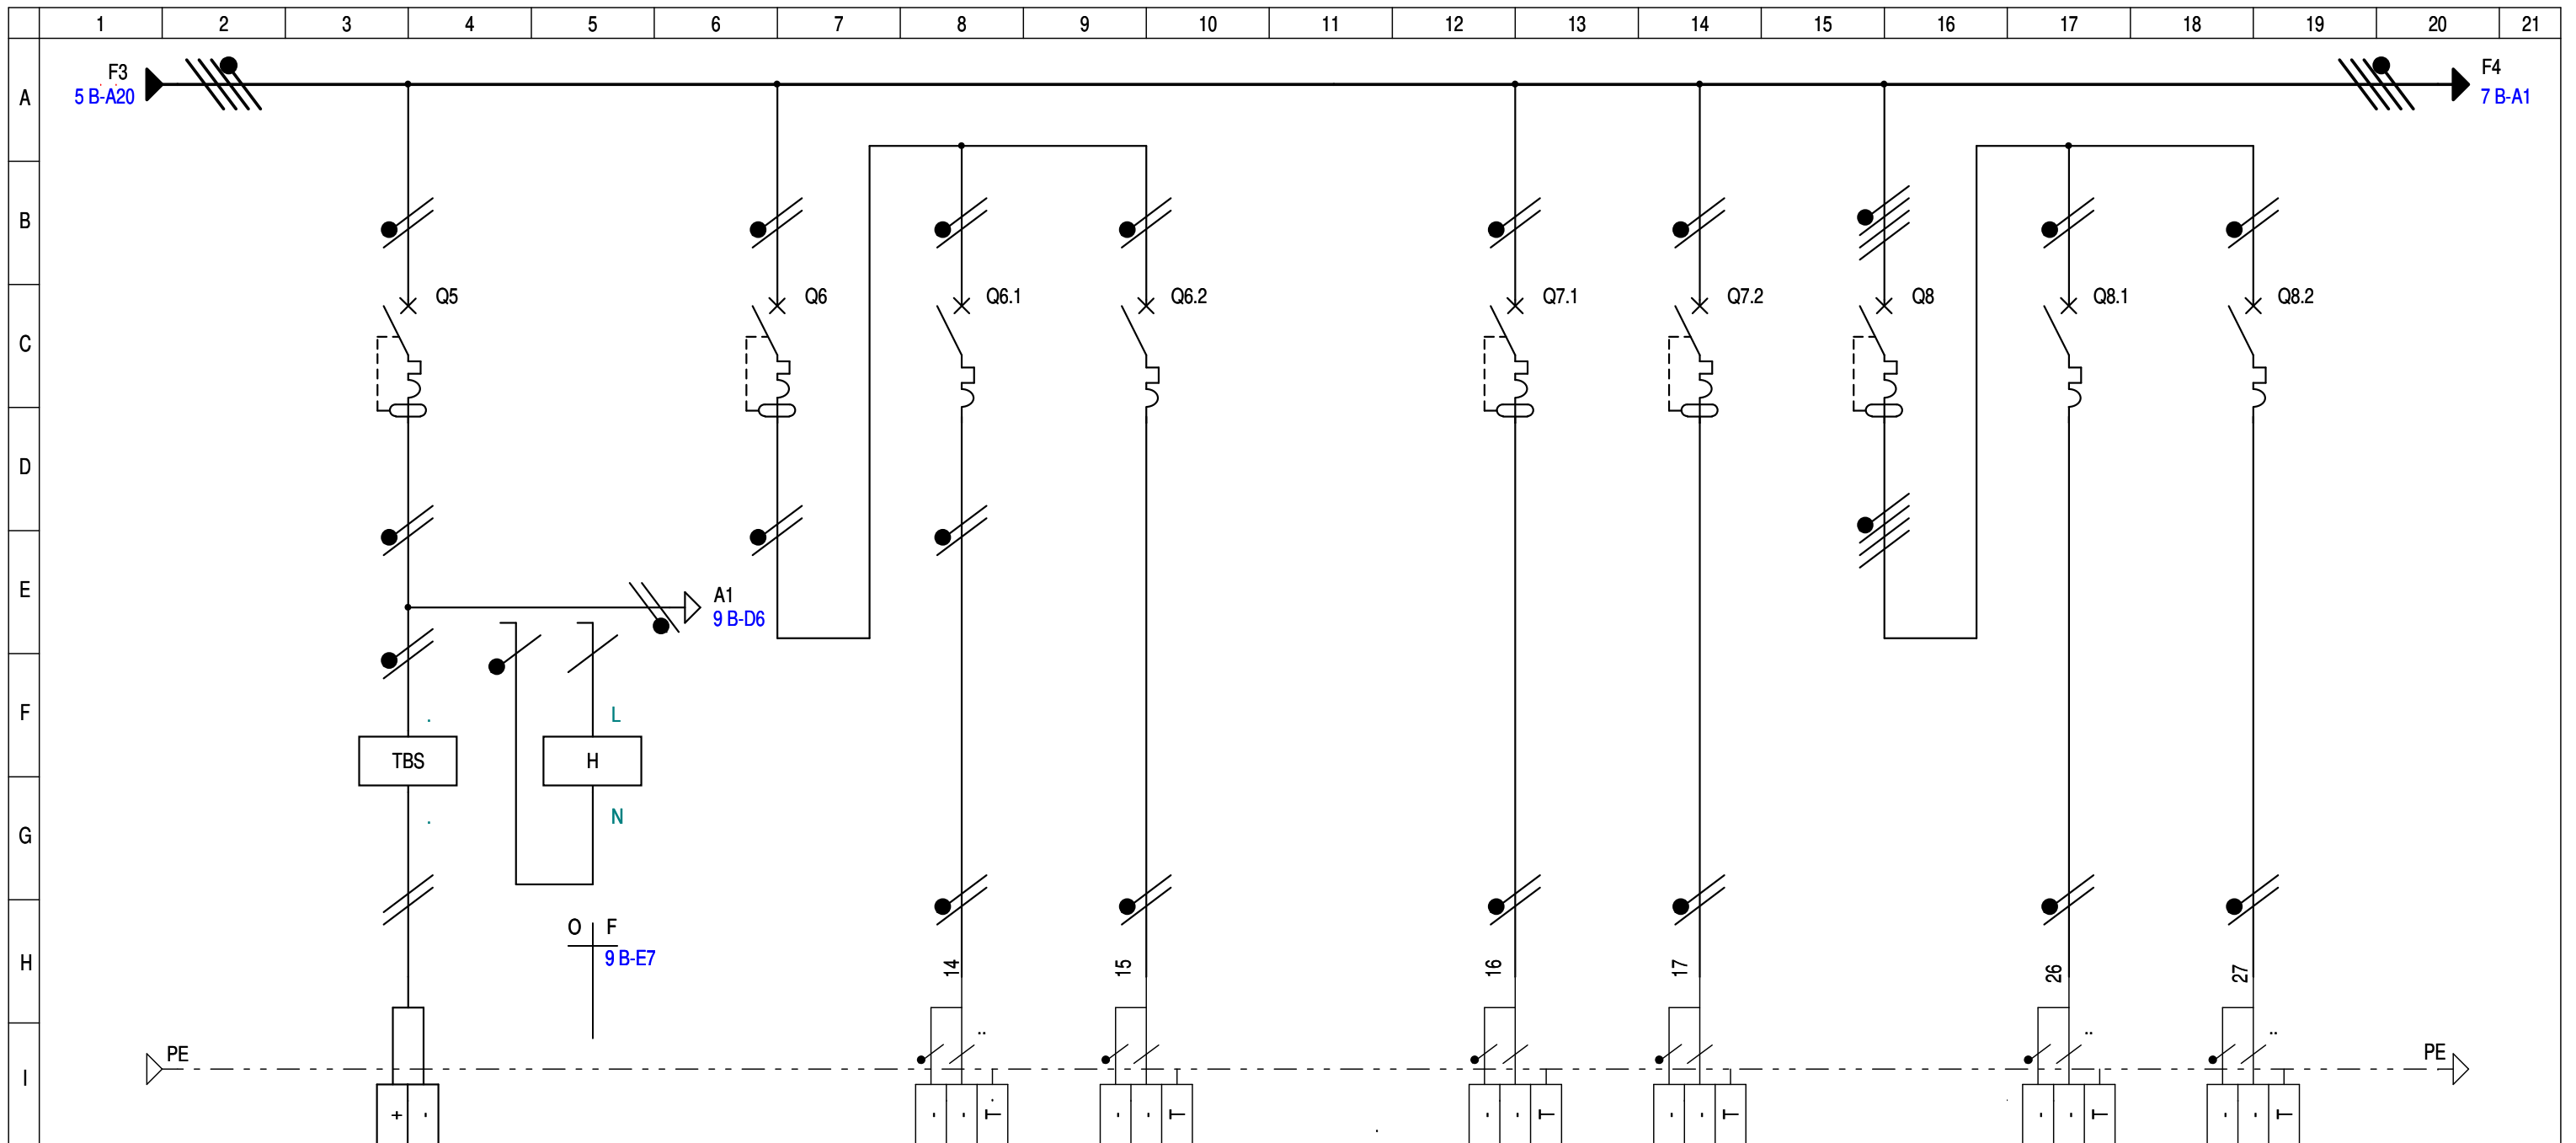 1 2 3 4 5 6 7 8 9 10 11 12 13 14 15 16 17 18 19 20 21
A
B
C
D
E
F
G
H
I
F3
5 B-A20
F4
7 B-A1
Q5
Q6
Q6.1
Q6.2
Q7.1
Q7.2
Q8
Q8.1
Q8.2
A1
9 B-D6
L
TBS
H
N
O F
9 B-E7
14
15
16
17
26
27
PE
PE
+ -
- - T
- - T
- - T
- - T
- - T
- - T